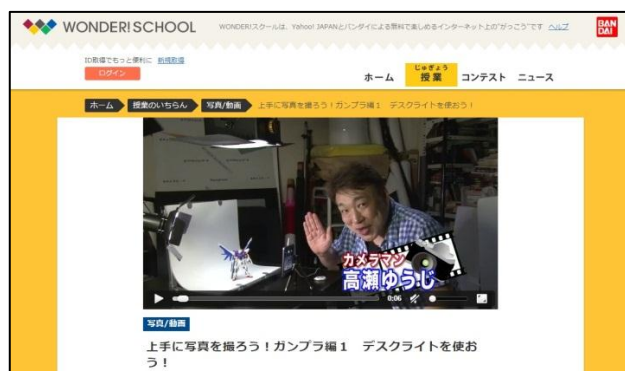 WONDER! SCHOOL
WONDER!スクールは、Yahoo! JAPANとバンダイによる無料で楽しめるインターネット上の"がっこう"です ヘルプ
BAN
DAI
ID取得でもっと便利に 新規取得
ログイン
ホーム 授業 コンテスト ニュース
じゅぎょう
ホーム 授業のいちらん 写真/動画 上手に写真を撮ろう！ガンプラ編１ デスクライトを使おう！
カメラマン
高瀬ゆうじ
0:06
写真/動画
上手に写真を撮ろう！ガンプラ編１ デスクライトを使お
う！